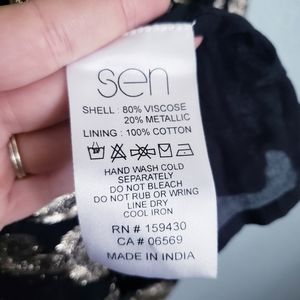 sen
SHELL : 80% VISCOSE
20% METALLIC
LINING : 100% COTTON
HAND WASH COLD
SEPARATELY
DO NOT BLEACH
DO NOT RUB OR WRING
LINE DRY
COOL IRON
RN # 159430
CA # 06569
MADE IN INDIA